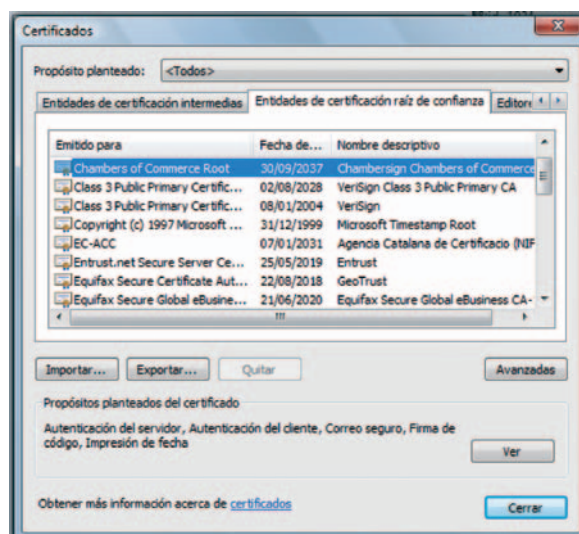 Certificados
Propósito planteado: <Todos>
Entidades de certificación intermedias Entidades de certificación raíz de confianza Editore
Emitido para Fecha de... Nombre descriptivo
Chambers of Commerce Root 30/09/2037 Chambersign Chambers of Commerce
Class 3 Public Primary Certific... 02/08/2028 VeriSign Class 3 Public Primary CA
Class 3 Public Primary Certific... 08/01/2004 VeriSign
Copyright (c) 1997 Microsoft ... 31/12/1999 Microsoft Timestamp Root
EC-ACC 07/01/2031 Agencia Catalana de Certificacio (NIF
Entrust.net Secure Server Ce... 25/05/2019 Entrust
Equifax Secure Certificate Aut... 22/08/2018 GeoTrust
Equifax Secure Global eBusine... 21/06/2020 Equifax Secure Global eBusiness CA-
Importar... Exportar... Quitar Avanzadas
Propósitos planteados del certificado
Autenticación del servidor, Autenticación del cliente, Correo seguro, Firma de
código, Impresión de fecha
Ver
Obtener más información acerca de certificados
Cerrar